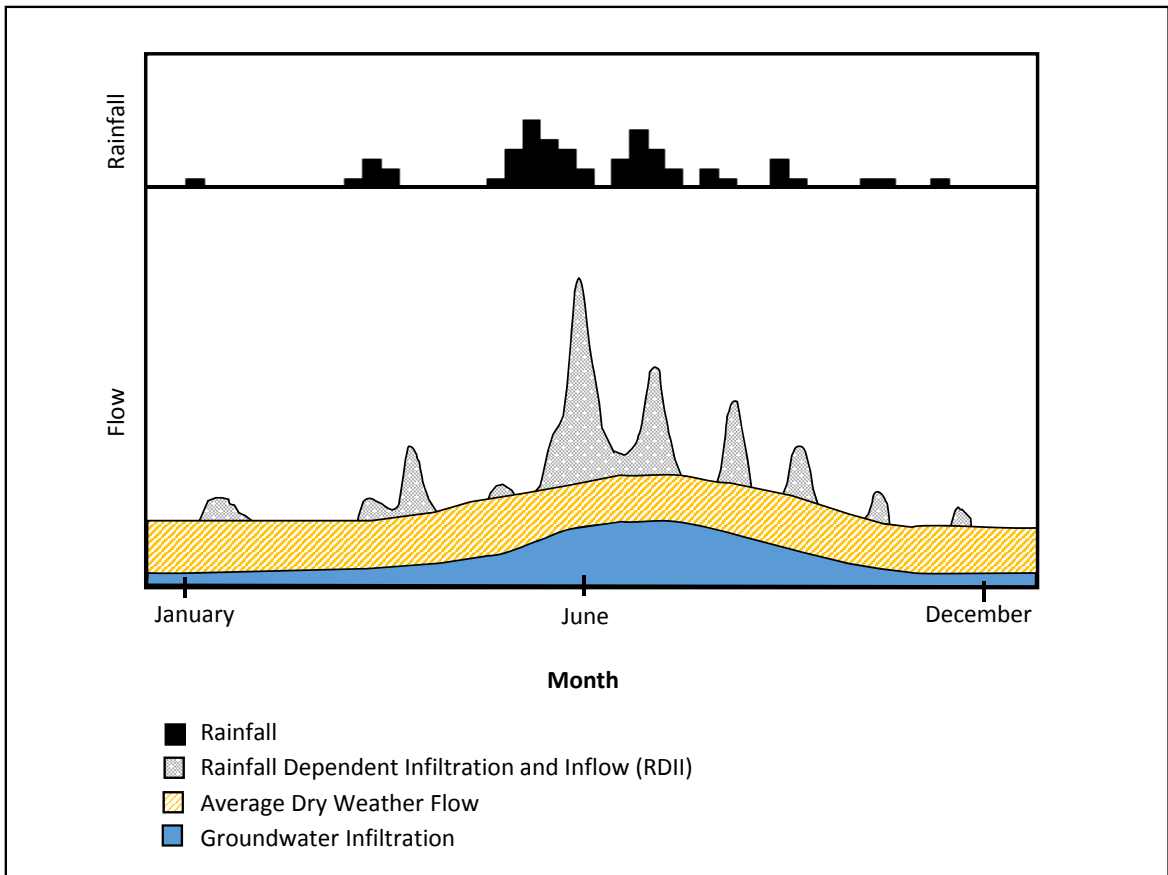 Rainfall
Flow
January
June
December
Month
Rainfall
Rainfall Dependent Infiltration and Inflow (RDII)
Average Dry Weather Flow
Groundwater Infiltration